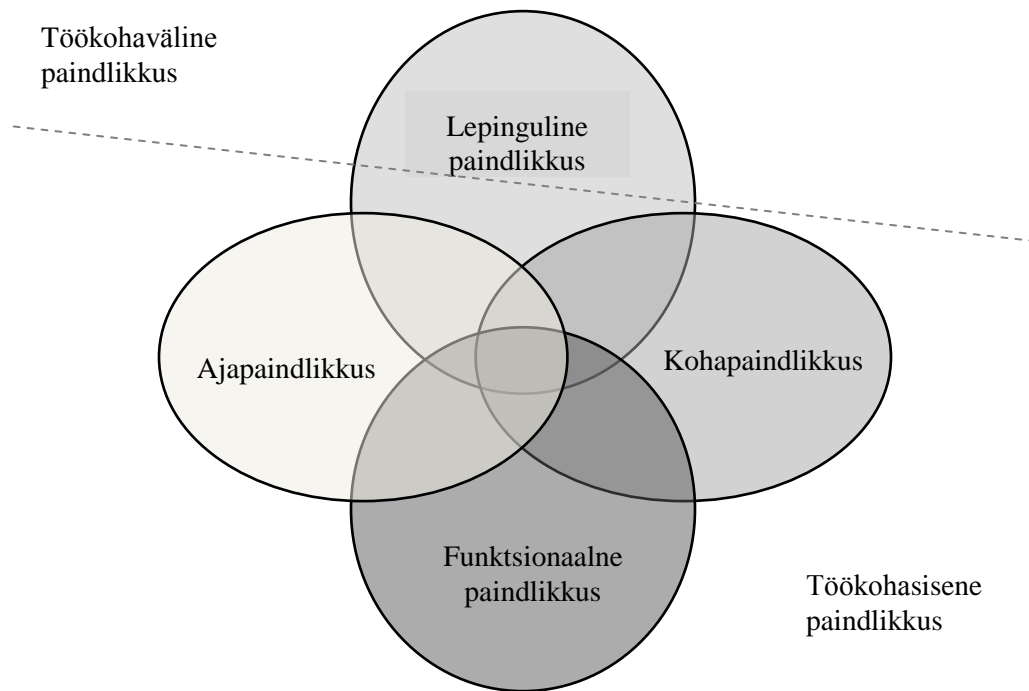 Töökohaväline
paindlikkus
Lepinguline
paindlikkus
Ajapaindlikkus
Kohapaindlikkus
Funktsionaalne
paindlikkus
Töökohasisene
paindlikkus